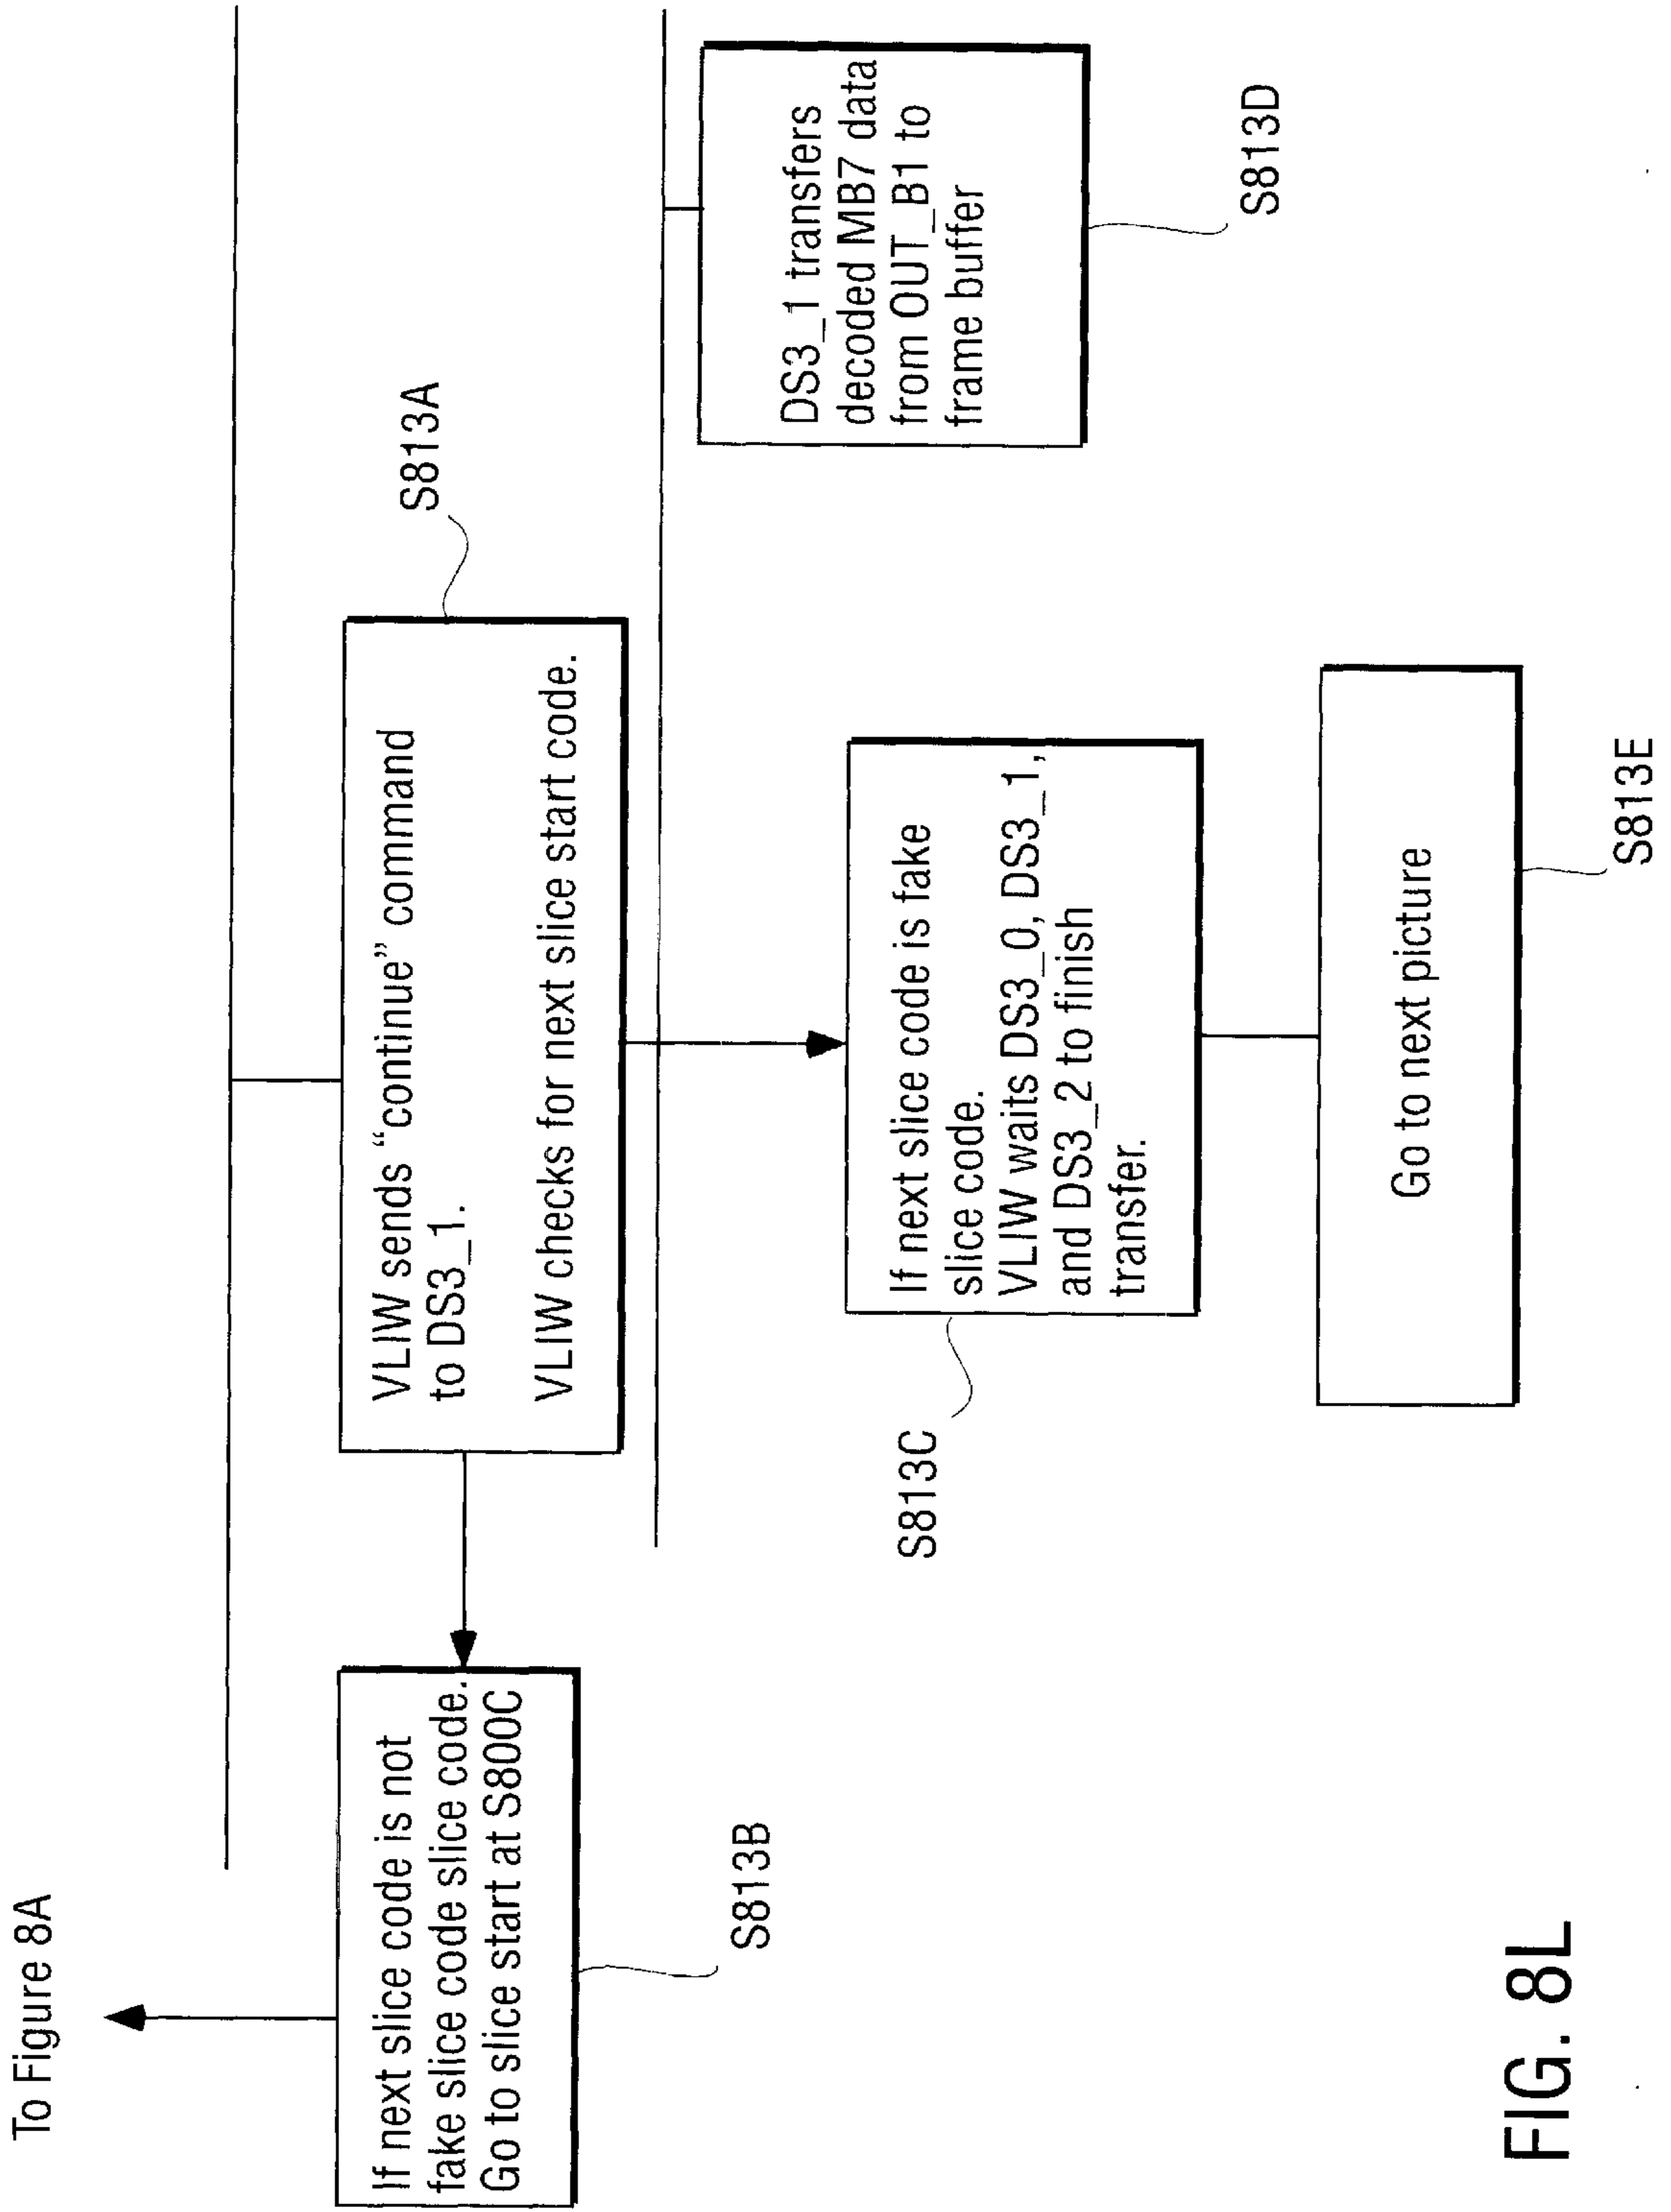 To Figure 8A
VLIW sends “continue” command
to DS3_1.
VLIW checks for next slice start code.
S813A
If next slice code is not
fake slice code slice code.
Go to slice start at S800C
S813B
DS3_1 transfers
decoded MB7 data
from OUT_B1 to
frame buffer
S813D
If next slice code is fake
slice code.
VLIW waits DS3_0, DS3_1,
and DS3_2 to finish
transfer.
S813C
Go to next picture
S813E
FIG. 8L